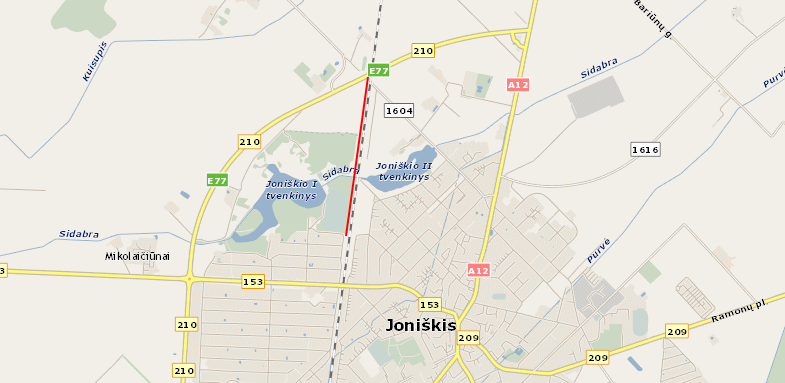 Bariūnų g.
Kuisupis
210
E77
Sidabra
A12
Purvė
1604
210
1616
Joniškio II
tvenkinys
Sidabra
E77
Joniškio I
tvenkinys
Sidabra
Mikolaičiūnai
Purvė
3
A12
153
153
Ramonų pl.
210
Joniškis
209
209
209
210